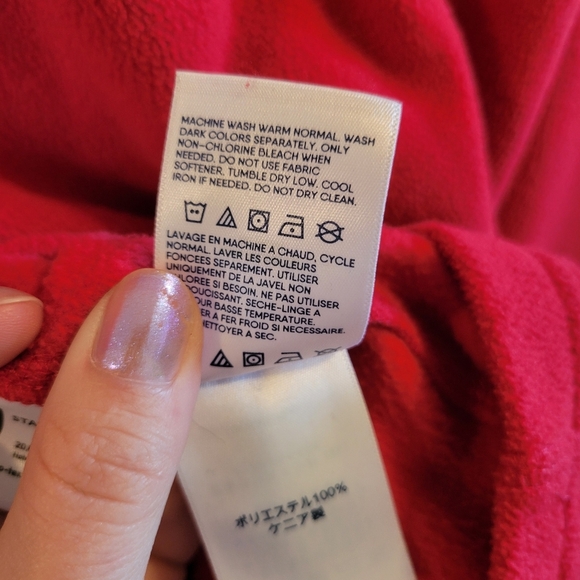 MACHINE WASH WARM NORMAL. WASH
DARK COLORS SEPARATELY. ONLY
NON-CHLORINE BLEACH WHEN
NEEDED. DO NOT USE FABRIC
SOFTENER. TUMBLE DRY LOW. COOL
IRON IF NEEDED. DO NOT DRY CLEAN.
LAVAGE EN MACHINE A CHAUD, CYCLE
NORMAL. LAVER LES COULEURS
FONCEES SEPAREMENT. UTILISER
UNIQUEMENT DE LA JAVEL NON
SI BESOIN. NE PAS UTILISER
SECHE-LINGE A
BASSE TEMPERATURE.
A FER FROID SI NECESSAIRE.
NETTOYER A SEC.
ポリエステル100%
ケニア製